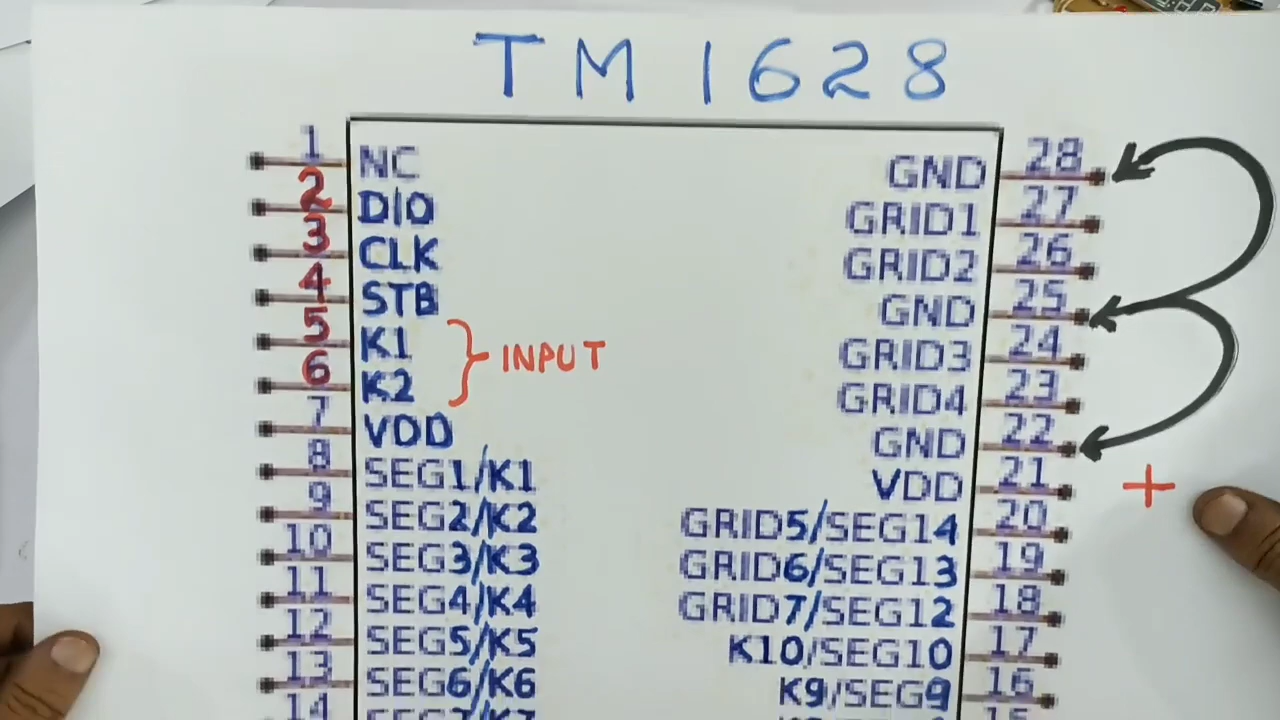 TM1628
1 NC
2 DIO
3 CLK
4 STB
5 K1
6 K2
INPUT
7 VDD
8 SEG1/K1
9 SEG2/K2
10 SEG3/K3
11 SEG4/K4
12 SEG5/K5
13 SEG6/K6
14 SEG7/K7
GND 28
GRID1 27
GRID2 26
GND 25
GRID3 24
GRID4 23
GND 22
VDD 21
+
GRID5/SEG14 20
GRID6/SEG13 19
GRID7/SEG12 18
K10/SEG10 17
K9/SEG9 16
15